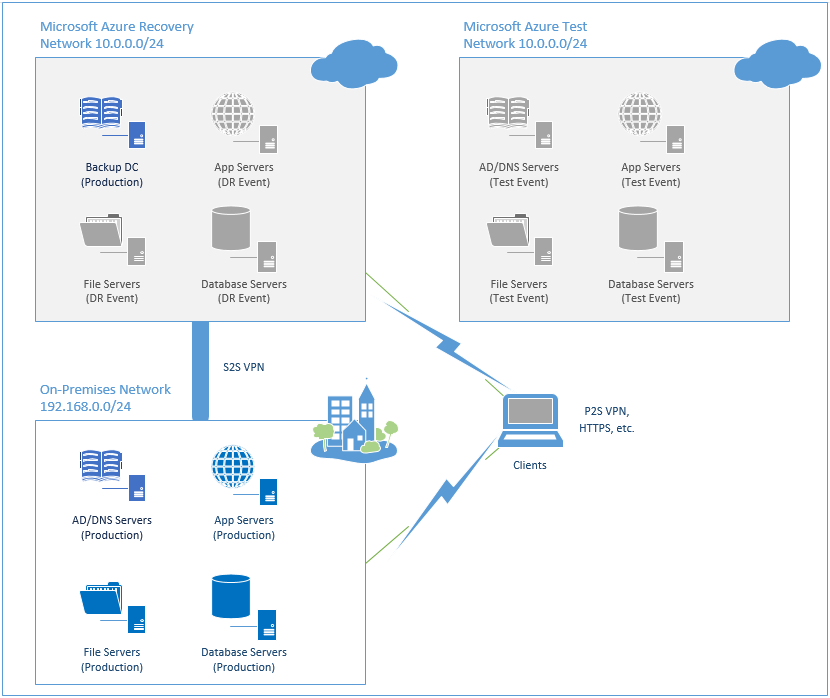 Microsoft Azure Recovery
Network 10.0.0.0/24
Backup DC
(Production)
App Servers
(DR Event)
File Servers
(DR Event)
Database Servers
(DR Event)
Microsoft Azure Test
Network 10.0.0.0/24
AD/DNS Servers
(Test Event)
App Servers
(Test Event)
File Servers
(Test Event)
Database Servers
(Test Event)
S2S VPN
On-Premises Network
192.168.0.0/24
AD/DNS Servers
(Production)
App Servers
(Production)
File Servers
(Production)
Database Servers
(Production)
P2S VPN,
HTTPS, etc.
Clients